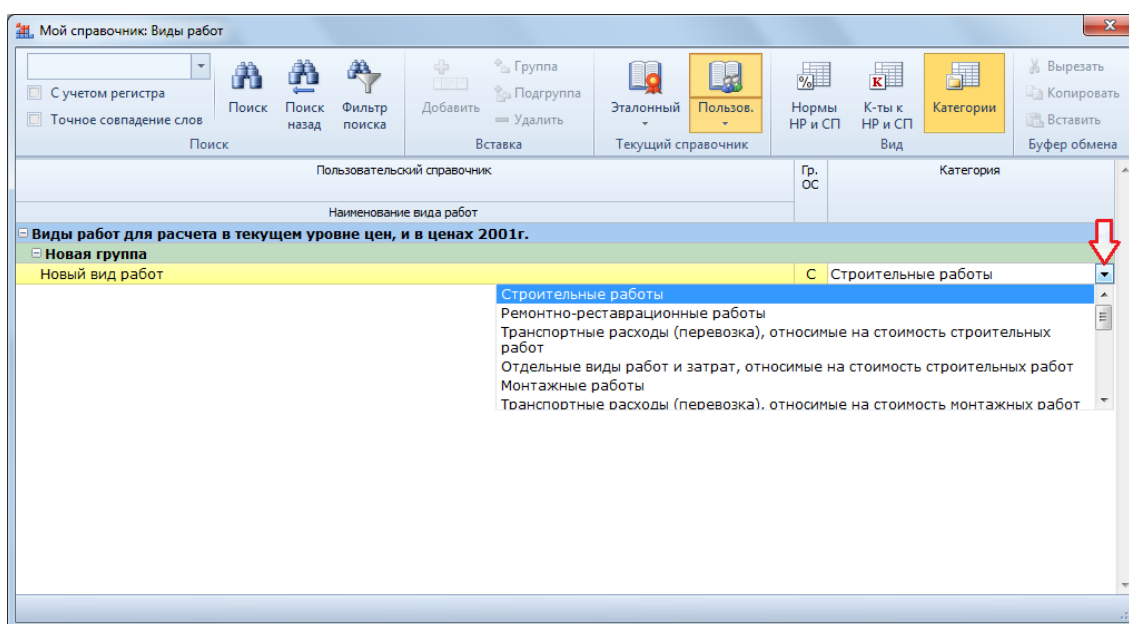 Мой справочник: Виды работ
С учетом регистра
Точное совпадение слов
Поиск
Поиск назад
Фильтр поиска
Поиск
Добавить
Группа
Подгруппа
Удалить
Вставка
Эталонный
Пользов.
Текущий справочник
%
Нормы НР и СП
К
К-ты к НР и СП
Категории
Вид
Вырезать
Копировать
Вставить
Буфер обмена
Пользовательский справочник
Гр. ОС
Категория
Наименование вида работ
Виды работ для расчета в текущем уровне цен, и в ценах 2001г.
Новая группа
Новый вид работ
С
Строительные работы
Строительные работы
Ремонтно-реставрационные работы
Транспортные расходы (перевозка), относимые на стоимость строительных
работ
Отдельные виды работ и затрат, относимые на стоимость строительных работ
Монтажные работы
Транспортные расходы (перевозка), относимые на стоимость монтажных работ